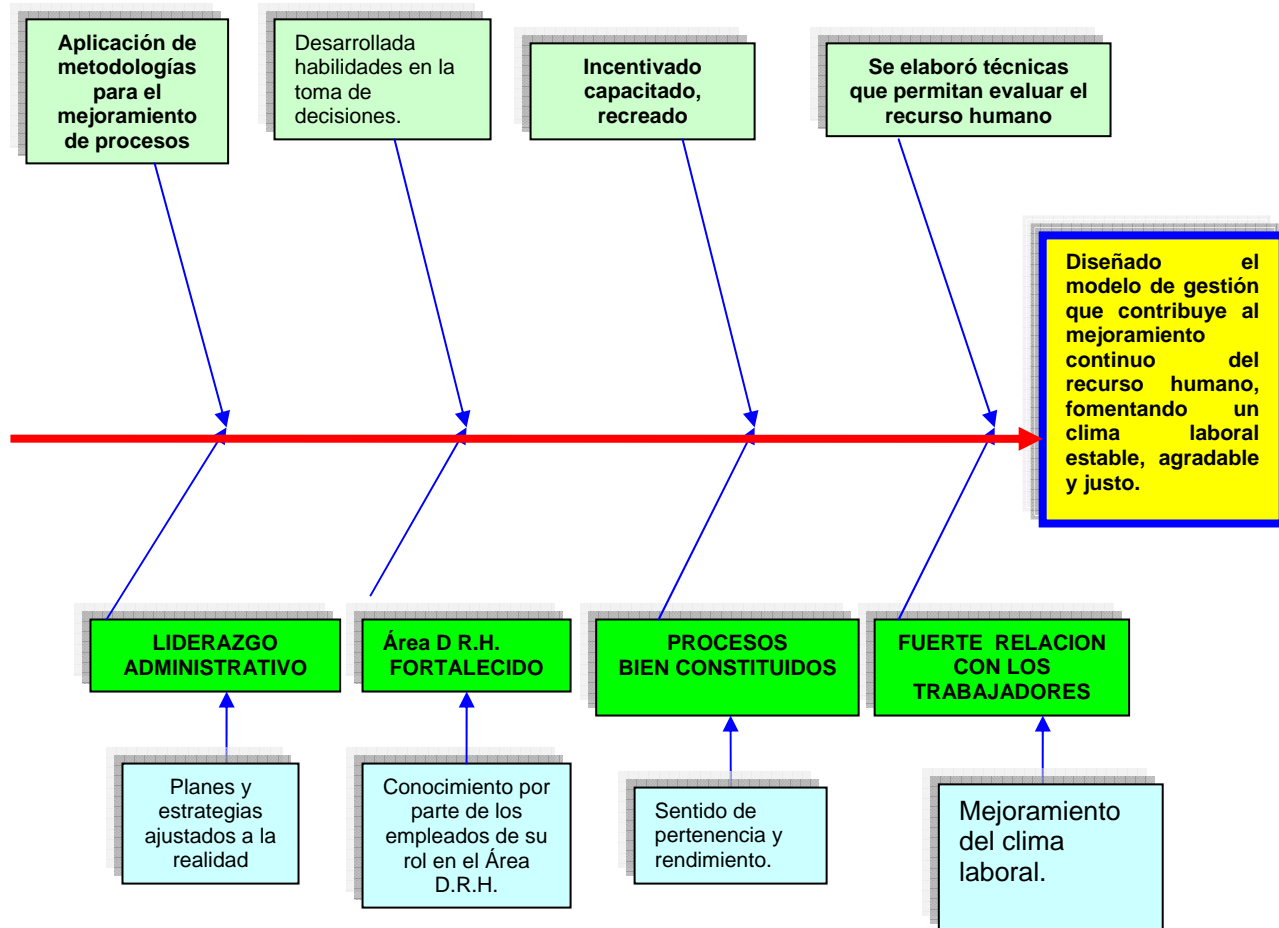 Aplicación de
metodologías
para el
mejoramiento
de procesos
Desarrollada
habilidades en la
toma de
decisiones.
Incentivado
capacitado,
recreado
Se elaboró técnicas
que permitan evaluar el
recurso humano
Diseñado el
modelo de gestión
que contribuye al
mejoramiento
continuo del
recurso humano,
fomentando un
clima laboral
estable, agradable
y justo.
LIDERAZGO
ADMINISTRATIVO
Área D R.H.
FORTALECIDO
PROCESOS
BIEN CONSTITUIDOS
FUERTE RELACION
CON LOS
TRABAJADORES
Planes y
estrategias
ajustados a la
realidad
Conocimiento por
parte de los
empleados de su
rol en el Área
D.R.H.
Sentido de
pertenencia y
rendimiento.
Mejoramiento
del clima
laboral.